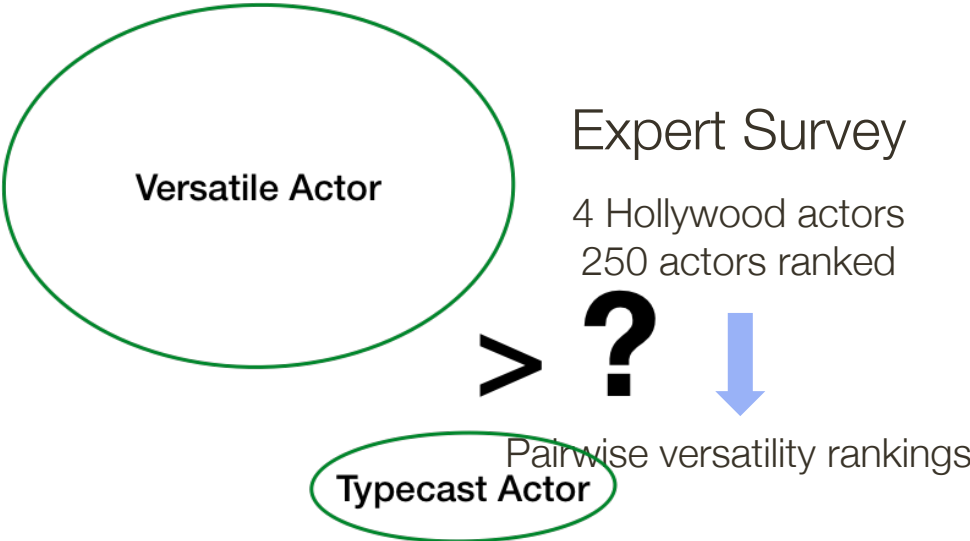 Versatile Actor
Expert Survey
4 Hollywood actors
250 actors ranked
> ?
Pairwise versatility rankings
Typecast Actor